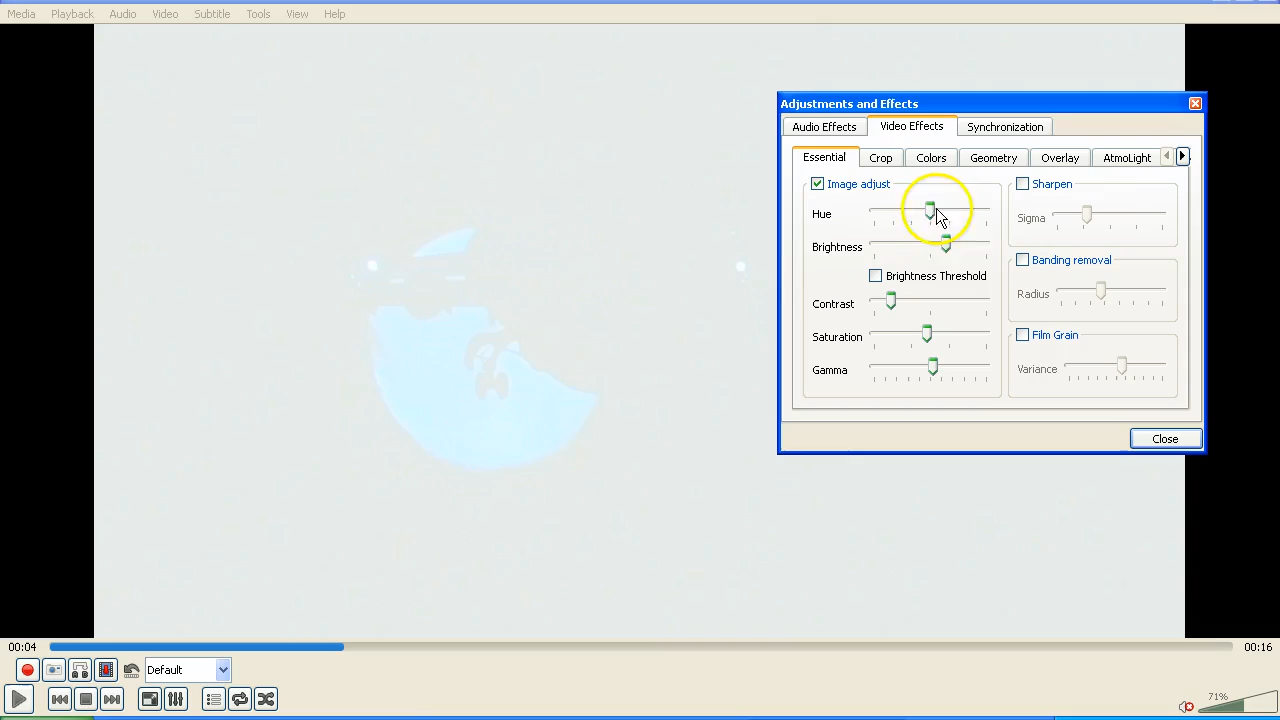 Media Playback Audio Video Subtitle Tools View Help
Adjustments and Effects
Audio Effects Video Effects Synchronization
Essential Crop Colors Geometry Overlay AtmoLight
Image adjust
Hue
Brightness
Brightness Threshold
Contrast
Saturation
Gamma
Sharpen
Sigma
Banding removal
Radius
Film Grain
Variance
Close
00:04 00:16
Default
71%